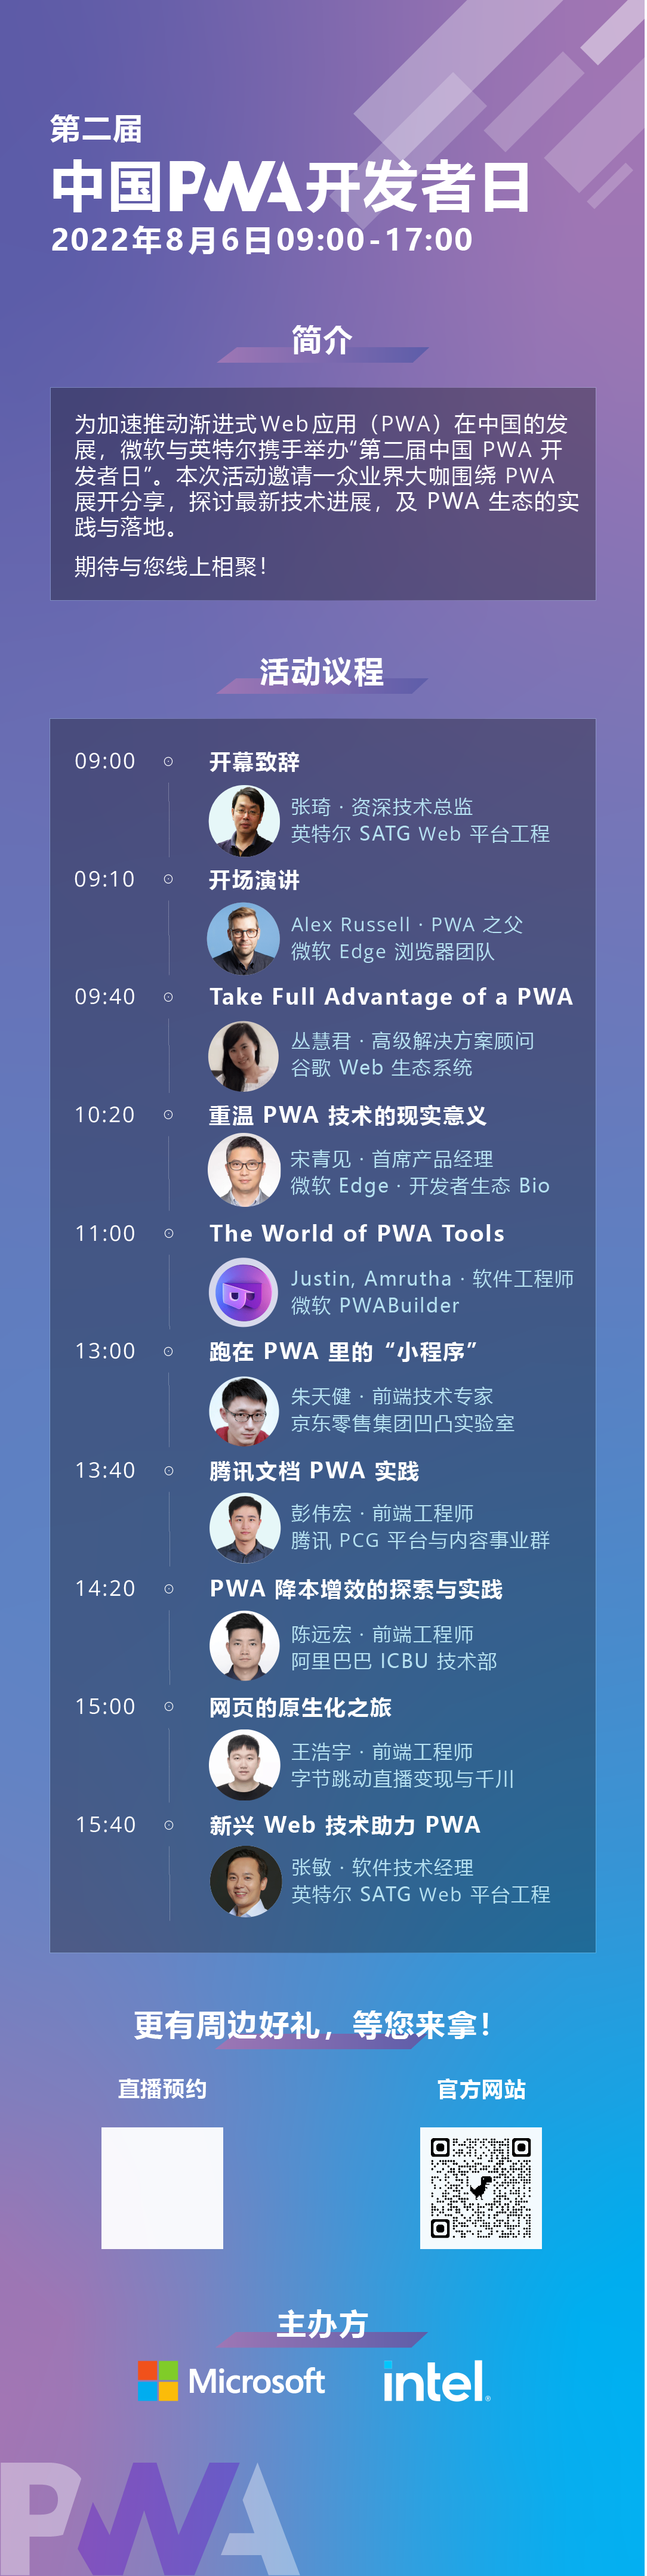 第二届
中国PWA开发者日
2022年8月6日09:00-17:00
简介
为加速推动渐进式Web应用（PWA）在中国的发
展，微软与英特尔携手举办“第二届中国 PWA 开
发者日”。本次活动邀请一众业界大咖围绕 PWA
展开分享，探讨最新技术进展，及 PWA 生态的实
践与落地。
期待与您线上相聚！
活动议程
09:00 开幕致辞
张琦 · 资深技术总监
英特尔 SATG Web 平台工程
09:10 开场演讲
Alex Russell · PWA 之父
微软 Edge 浏览器团队
09:40 Take Full Advantage of a PWA
丛慧君 · 高级解决方案顾问
谷歌 Web 生态系统
10:20 重温 PWA 技术的现实意义
宋青见 · 首席产品经理
微软 Edge · 开发者生态 Bio
11:00 The World of PWA Tools
Justin, Amrutha · 软件工程师
微软 PWABuilder
13:00 跑在 PWA 里的 “小程序”
朱天健 · 前端技术专家
京东零售集团凹凸实验室
13:40 腾讯文档 PWA 实践
彭伟宏 · 前端工程师
腾讯 PCG 平台与内容事业群
14:20 PWA 降本增效的探索与实践
陈远宏 · 前端工程师
阿里巴巴 ICBU 技术部
15:00 网页的原生化之旅
王浩宇 · 前端工程师
字节跳动直播变现与千川
15:40 新兴 Web 技术助力 PWA
张敏 · 软件技术经理
英特尔 SATG Web 平台工程
更有周边好礼，等您来拿！
直播预约 官方网站
主办方
Microsoft intel®
PWA